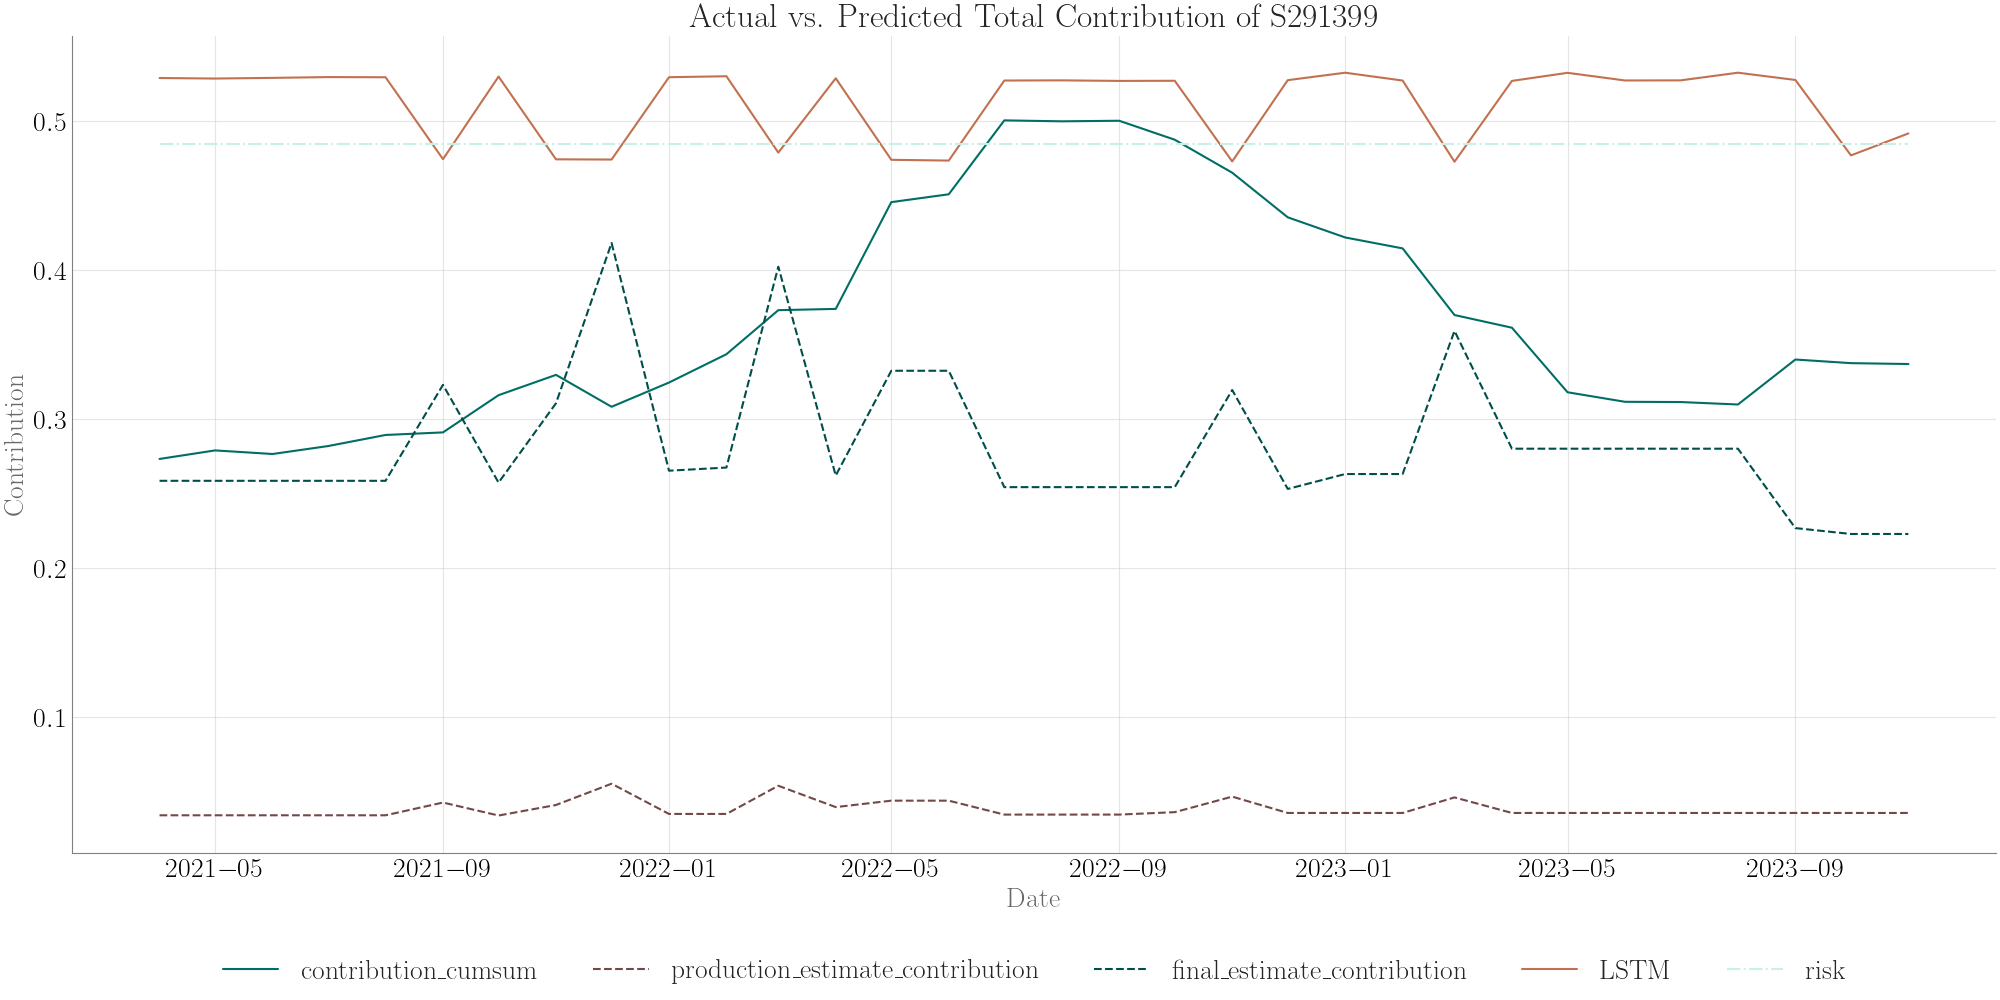 Actual vs. Predicted Total Contribution of S291399
0.5
0.4
0.3
0.2
0.1
Contribution
2021−05 2021−09 2022−01 2022−05 2022−09 2023−01 2023−05 2023−09
Date
contribution_cumsum production_estimate_contribution final_estimate_contribution LSTM risk